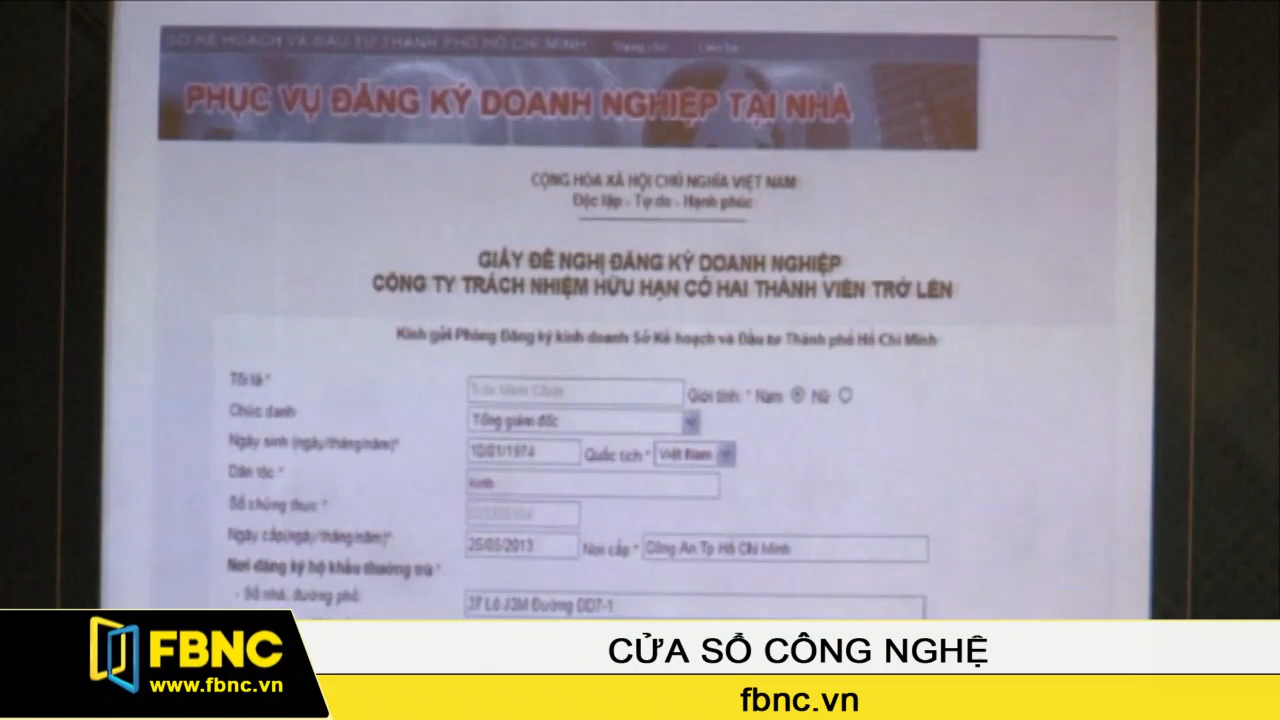 SỞ KẾ HOẠCH VÀ ĐẦU TƯ THÀNH PHỐ HỒ CHÍ MINH Trang chủ Liên hệ
PHỤC VỤ ĐĂNG KÝ DOANH NGHIỆP TẠI NHÀ
CỘNG HÒA XÃ HỘI CHỦ NGHĨA VIỆT NAM
Độc lập - Tự do - Hạnh phúc
GIẤY ĐỀ NGHỊ ĐĂNG KÝ DOANH NGHIỆP
CÔNG TY TRÁCH NHIỆM HỮU HẠN CÓ HAI THÀNH VIÊN TRỞ LÊN
Kính gửi Phòng Đăng ký kinh doanh Sở Kế hoạch và Đầu tư Thành phố Hồ Chí Minh
Tôi là * Giới tính: * Nam Nữ
Chức danh Tổng giám đốc
Ngày sinh (ngày/tháng/năm)* 10/01/1974 Quốc tịch * Việt Nam
Dân tộc * kinh
Số chứng thực *
Ngày cấp(ngày/tháng/năm)* 25/05/2013 Nơi cấp * Công An Tp Hồ Chí Minh
Nơi đăng ký hộ khẩu thường trú *
- Số nhà, đường phố 37 Lô J3M Đường DD7-1
FBNC
www.fbnc.vn
CỬA SỔ CÔNG NGHỆ
fbnc.vn